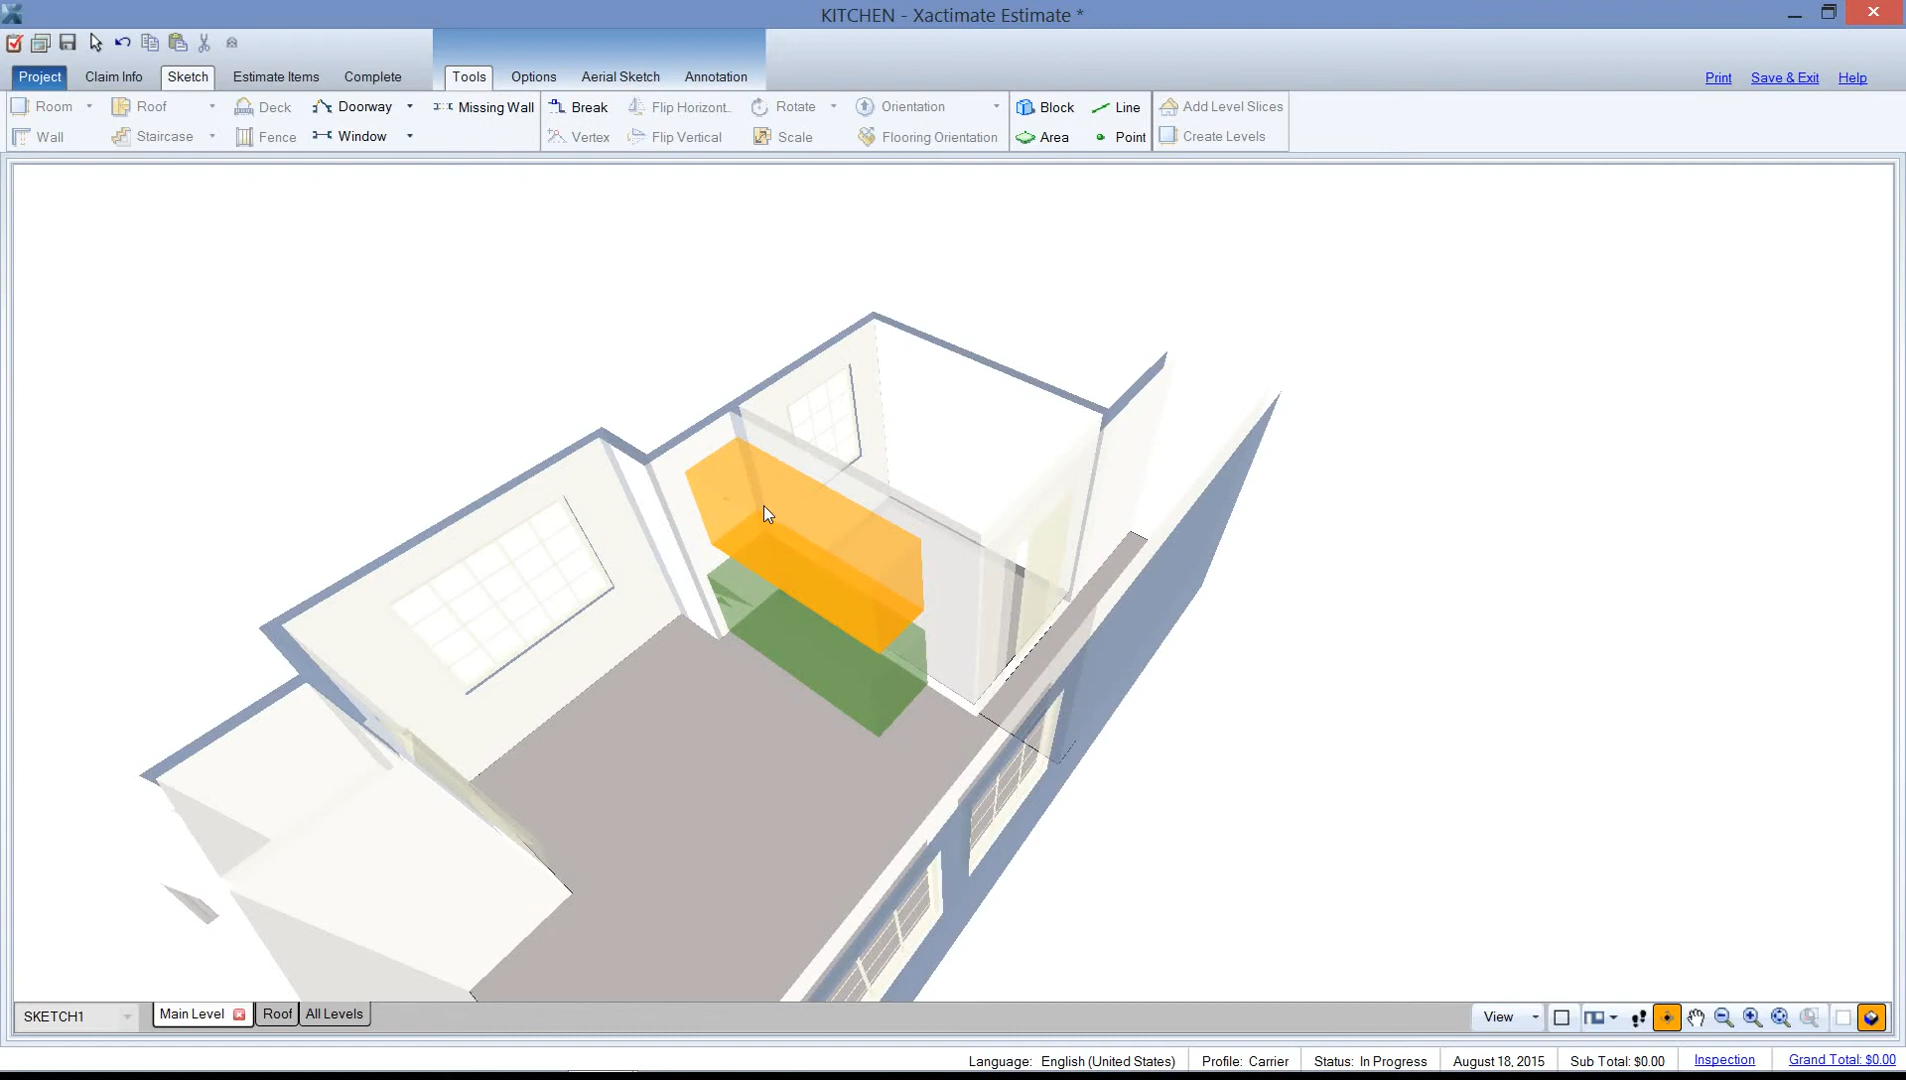 KITCHEN - Xactimate Estimate *
Project Claim Info Sketch Estimate Items Complete Tools Options Aerial Sketch Annotation Print Save & Exit Help
Room Roof Deck Doorway Missing Wall Break Flip Horizont.. Rotate Orientation Block Line Add Level Slices
Wall Staircase Fence Window Vertex Flip Vertical Scale Flooring Orientation Area Point Create Levels
SKETCH1 Main Level Roof All Levels View
Language: English (United States) Profile: Carrier Status: In Progress August 18, 2015 Sub Total: $0.00 Inspection Grand Total: $0.00